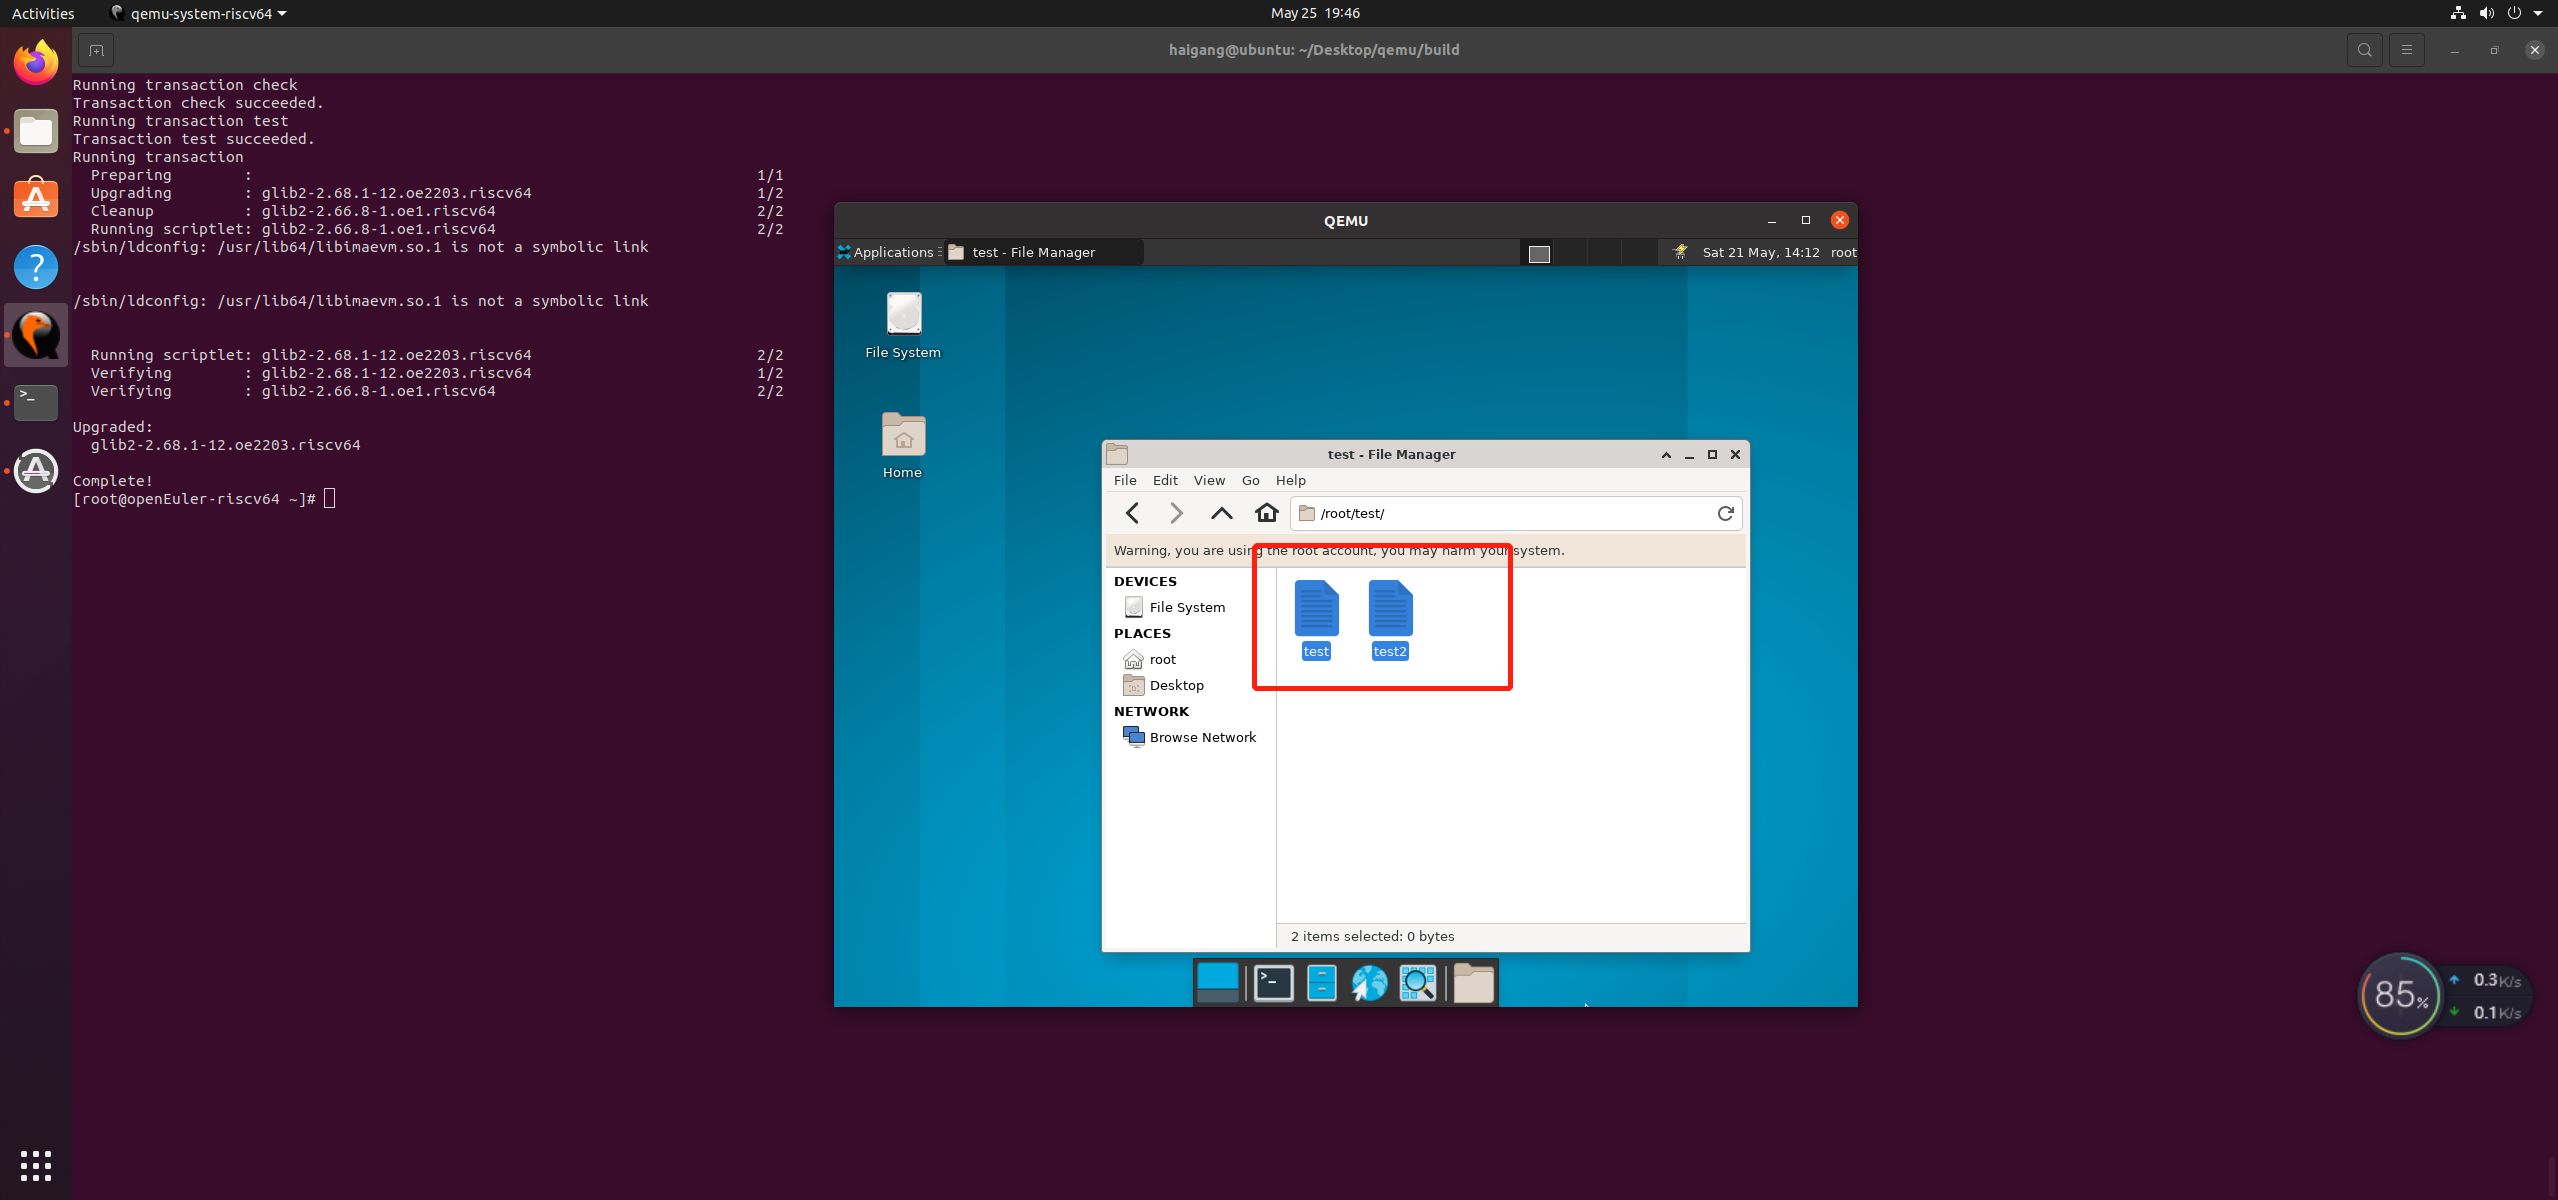 Activities
qemu-system-riscv64
May 25 19:46
haigang@ubuntu: ~/Desktop/qemu/build
Running transaction check
Transaction check succeeded.
Running transaction test
Transaction test succeeded.
Running transaction
Preparing : 1/1
Upgrading : glib2-2.68.1-12.oe2203.riscv64 1/2
Cleanup : glib2-2.66.8-1.oe1.riscv64 2/2
Running scriptlet: glib2-2.66.8-1.oe1.riscv64 2/2
/sbin/ldconfig: /usr/lib64/libimaevm.so.1 is not a symbolic link
/sbin/ldconfig: /usr/lib64/libimaevm.so.1 is not a symbolic link
Running scriptlet: glib2-2.68.1-12.oe2203.riscv64 2/2
Verifying : glib2-2.68.1-12.oe2203.riscv64 1/2
Verifying : glib2-2.66.8-1.oe1.riscv64 2/2
Upgraded:
glib2-2.68.1-12.oe2203.riscv64
Complete!
[root@openEuler-riscv64 ~]#
QEMU
Applications
test - File Manager
Sat 21 May, 14:12
root
File System
Home
test - File Manager
File Edit View Go Help
/root/test/
Warning, you are using the root account, you may harm your system.
DEVICES
File System
PLACES
root
Desktop
NETWORK
Browse Network
test
test2
2 items selected: 0 bytes
85%
0.3K/s
0.1K/s